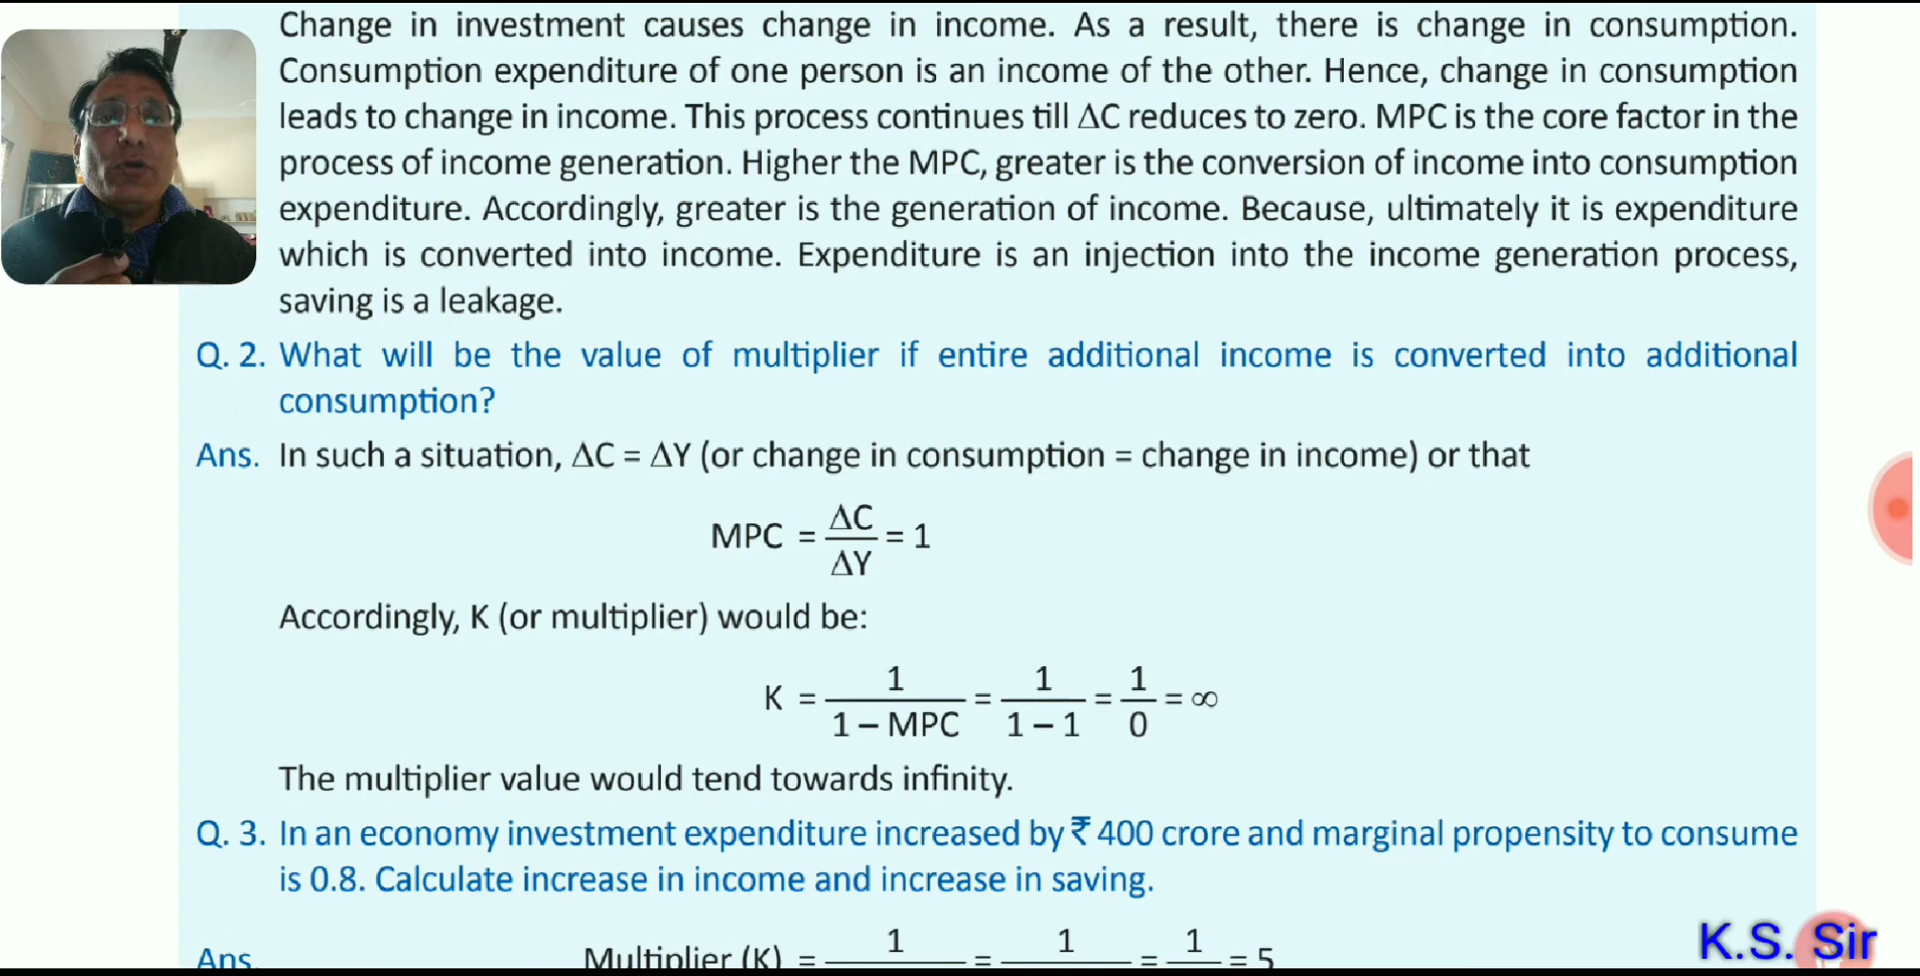 Change in investment causes change in income. As a result, there is change in consumption.
Consumption expenditure of one person is an income of the other. Hence, change in consumption
leads to change in income. This process continues till ΔC reduces to zero. MPC is the core factor in the
process of income generation. Higher the MPC, greater is the conversion of income into consumption
expenditure. Accordingly, greater is the generation of income. Because, ultimately it is expenditure
which is converted into income. Expenditure is an injection into the income generation process,
saving is a leakage.
Q. 2. What will be the value of multiplier if entire additional income is converted into additional
consumption?
Ans. In such a situation, ΔC = ΔY (or change in consumption = change in income) or that
MPC = ΔC/ΔY = 1
Accordingly, K (or multiplier) would be:
K = 1/(1 – MPC) = 1/(1 – 1) = 1/0 = ∞
The multiplier value would tend towards infinity.
Q. 3. In an economy investment expenditure increased by ₹ 400 crore and marginal propensity to consume
is 0.8. Calculate increase in income and increase in saving.
Ans. Multiplier (K) = 1 = 1 = 1 = 5
K.S. Sir